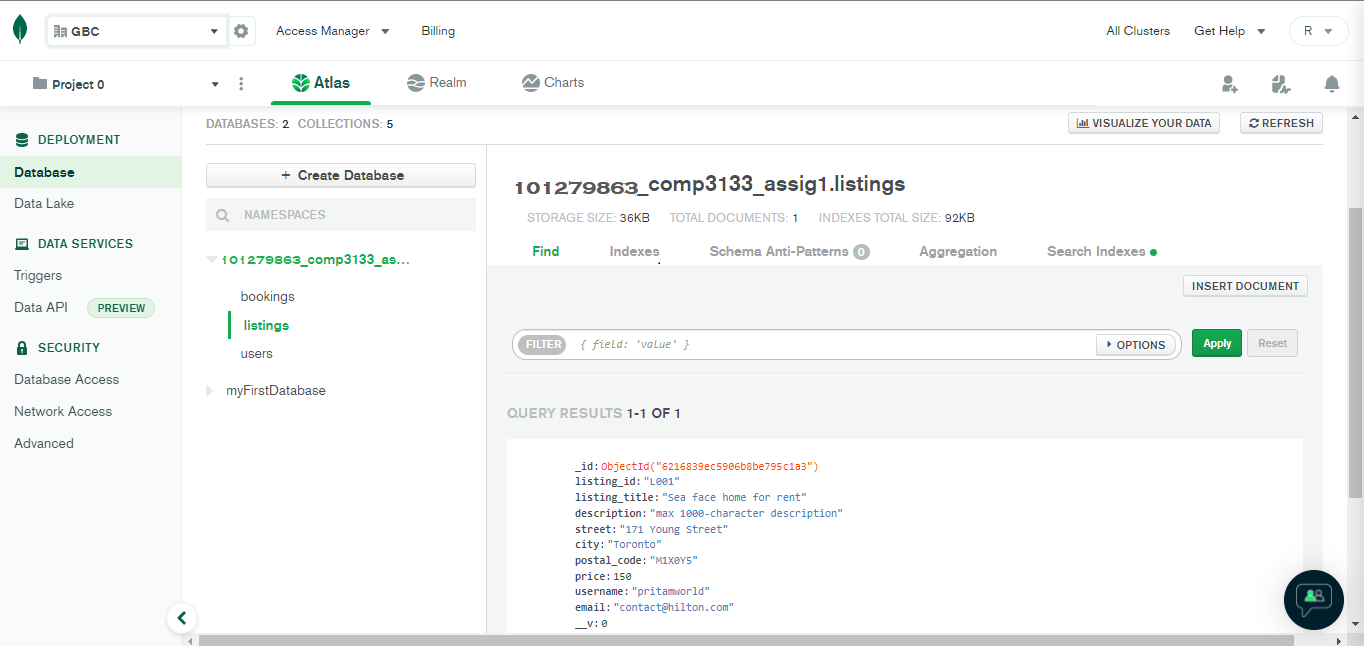 GBC Access Manager Billing All Clusters Get Help R
Project 0 Atlas Realm Charts
DEPLOYMENT
Database
Data Lake
DATA SERVICES
Triggers
Data API PREVIEW
SECURITY
Database Access
Network Access
Advanced
DATABASES: 2 COLLECTIONS: 5
VISUALIZE YOUR DATA REFRESH
+ Create Database
NAMESPACES
101279863_comp3133_as...
bookings
listings
users
myFirstDatabase
101279863_comp3133_assig1.listings
STORAGE SIZE: 36KB TOTAL DOCUMENTS: 1 INDEXES TOTAL SIZE: 92KB
Find Indexes Schema Anti-Patterns 0 Aggregation Search Indexes
INSERT DOCUMENT
FILTER { field: 'value' } OPTIONS Apply Reset
QUERY RESULTS 1-1 OF 1
_id: ObjectId("6216839ec5906b8be795c1a3")
listing_id: "L001"
listing_title: "Sea face home for rent"
description: "max 1000-character description"
street: "171 Young Street"
city: "Toronto"
postal_code: "M1X0Y5"
price: 150
username: "pritamworld"
email: "contact@hilton.com"
__v: 0